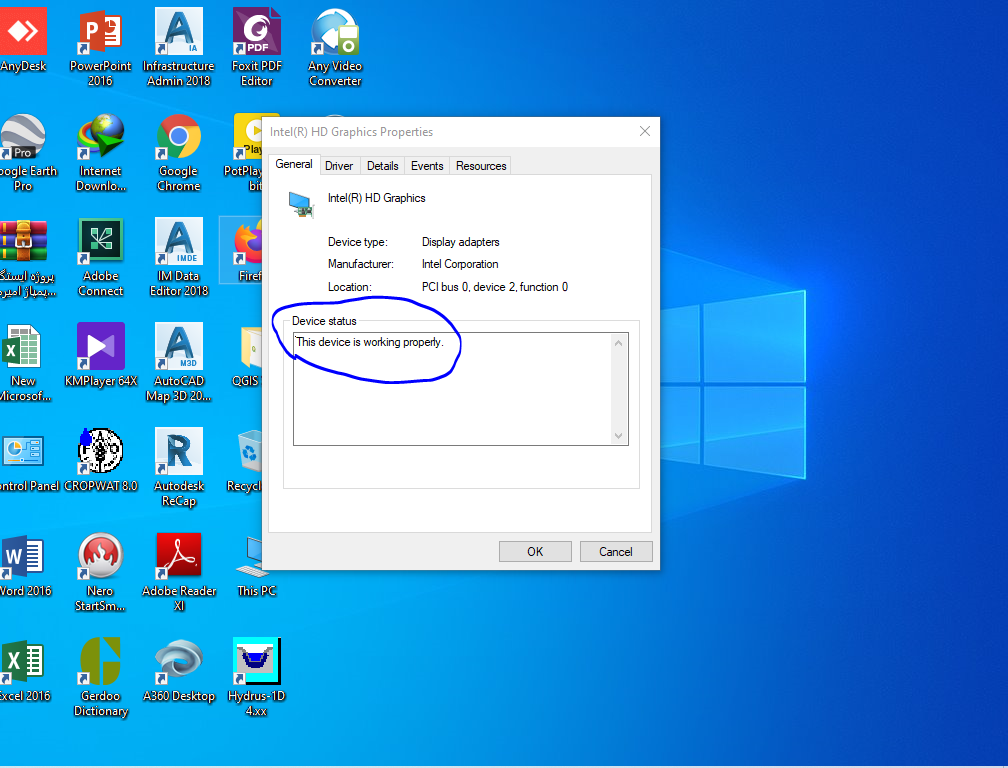 AnyDesk
PowerPoint
2016
Infrastructure
Admin 2018
Foxit PDF
Editor
Any Video
Converter
Intel(R) HD Graphics Properties
General
Driver
Details
Events
Resources
Intel(R) HD Graphics
Device type:
Display adapters
Manufacturer:
Intel Corporation
Location:
PCI bus 0, device 2, function 0
Device status
This device is working properly.
OK
Cancel
oogle Earth
Pro
Internet
Downlo...
Google
Chrome
PotPlay
bit
پروژه ایستگ
پمپاژ امیر...
Adobe
Connect
IM Data
Editor 2018
Firef
New
Microsof...
KMPlayer 64X
AutoCAD
Map 3D 20...
QGIS
ontrol Panel
CROPWAT 8.0
Autodesk
ReCap
Recycl
Word 2016
Nero
StartSm...
Adobe Reader
XI
This PC
Excel 2016
Gerdoo
Dictionary
A360 Desktop
Hydrus-1D
4.xx